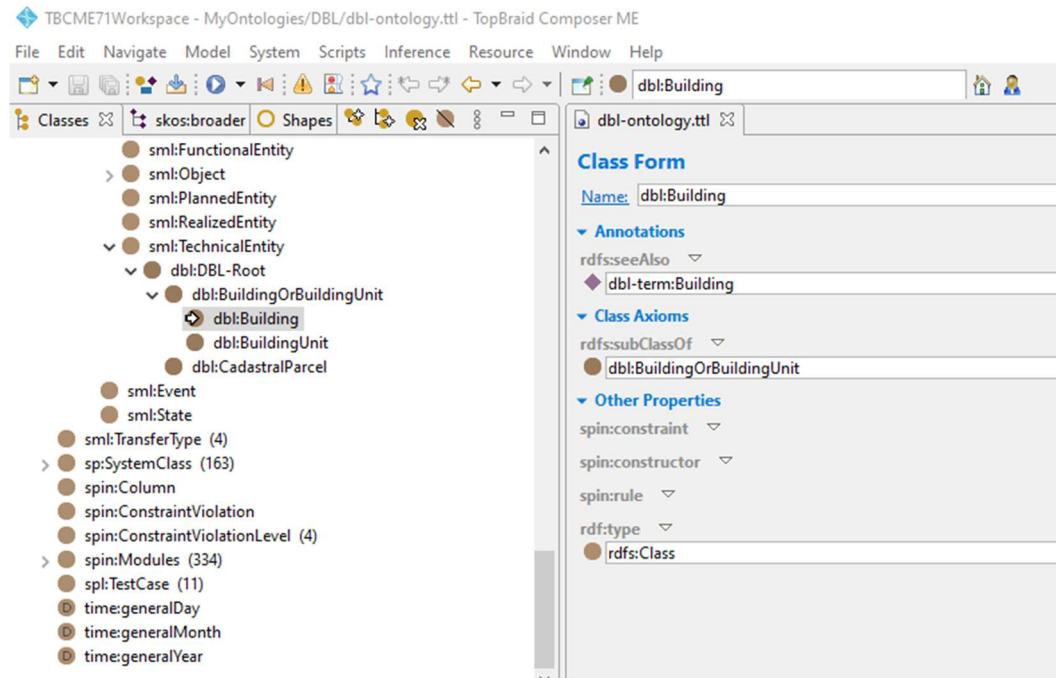 TBCME71Workspace - MyOntologies/DBL/dbl-ontology.ttl - TopBraid Composer ME
File Edit Navigate Model System Scripts Inference Resource Window Help
dbl:Building
Classes skos:broader Shapes
sml:FunctionalEntity
sml:Object
sml:PlannedEntity
sml:RealizedEntity
sml:TechnicalEntity
dbl:DBL-Root
dbl:BuildingOrBuildingUnit
dbl:Building
dbl:BuildingUnit
dbl:CadastralParcel
sml:Event
sml:State
sml:TransferType (4)
sp:SystemClass (163)
spin:Column
spin:ConstraintViolation
spin:ConstraintViolationLevel (4)
spin:Modules (334)
spl:TestCase (11)
D time:generalDay
D time:generalMonth
D time:generalYear
dbl-ontology.ttl
Class Form
Name: dbl:Building
Annotations
rdfs:seeAlso
dbl-term:Building
Class Axioms
rdfs:subClassOf
dbl:BuildingOrBuildingUnit
Other Properties
spin:constraint
spin:constructor
spin:rule
rdf:type
rdfs:Class